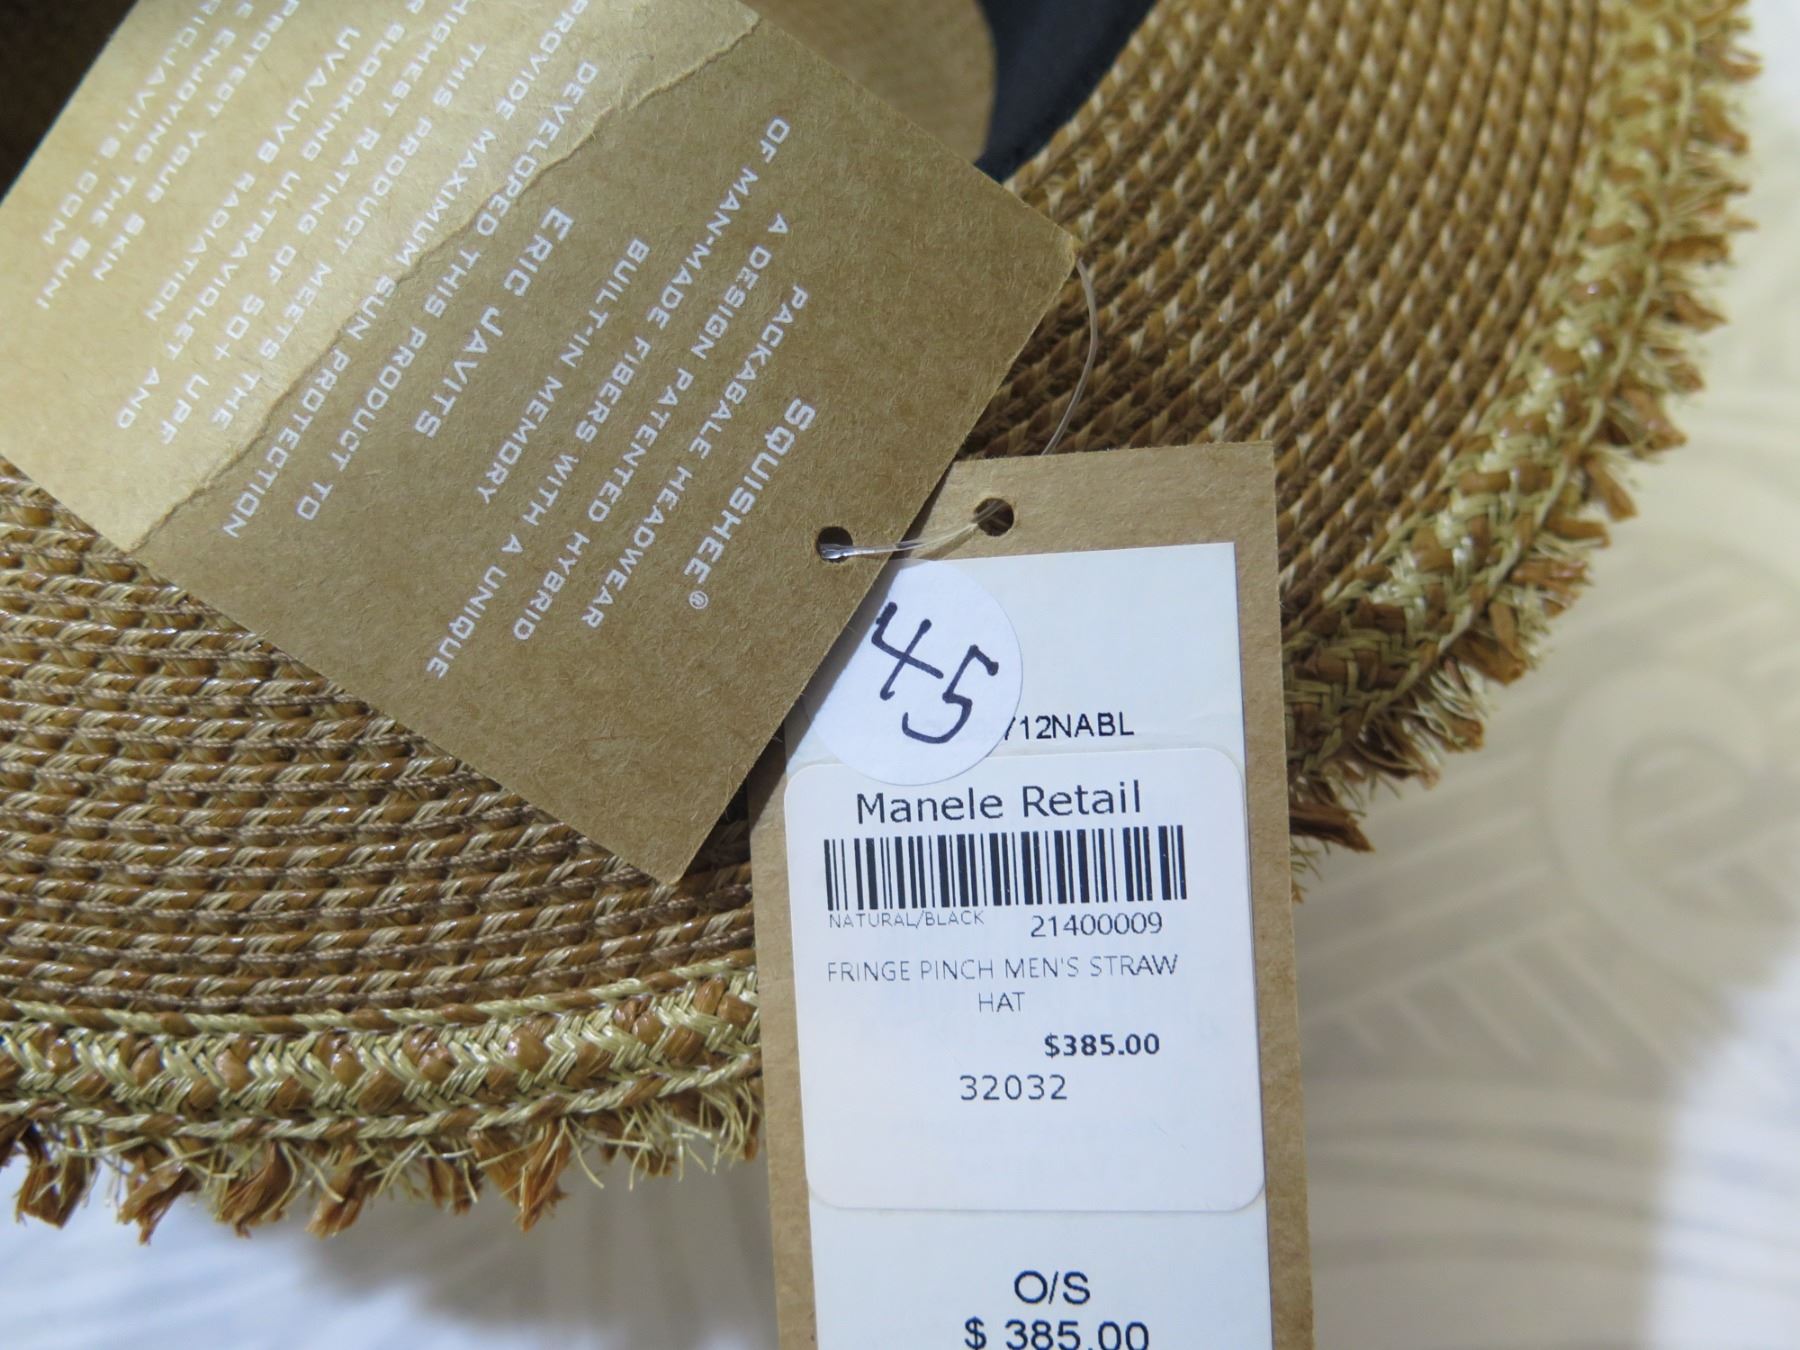 SQUISHEE®
PACKABALE HEADWEAR
A DESIGN PATENTED HYBRID
OF MAN-MADE FIBERS WITH A UNIQUE
BUILT-IN MEMORY
ERIC JAVITS
DEVELOPED THIS PRODUCT TO
PROVIDE MAXIMUM SUN PROTECTION
THIS PRODUCT MEETS THE
HIGHEST RATING OF 50+ UPF
BLOCKING ULTRAVIOLET AND
UVA/UVB RADIATION
PROTECT YOUR SKIN
ENJOYING THE SUN!
ERICJAVITS.COM
45
712NABL
Manele Retail
NATURAL/BLACK 21400009
FRINGE PINCH MEN'S STRAW
HAT
$385.00
32032
O/S
$ 385.00